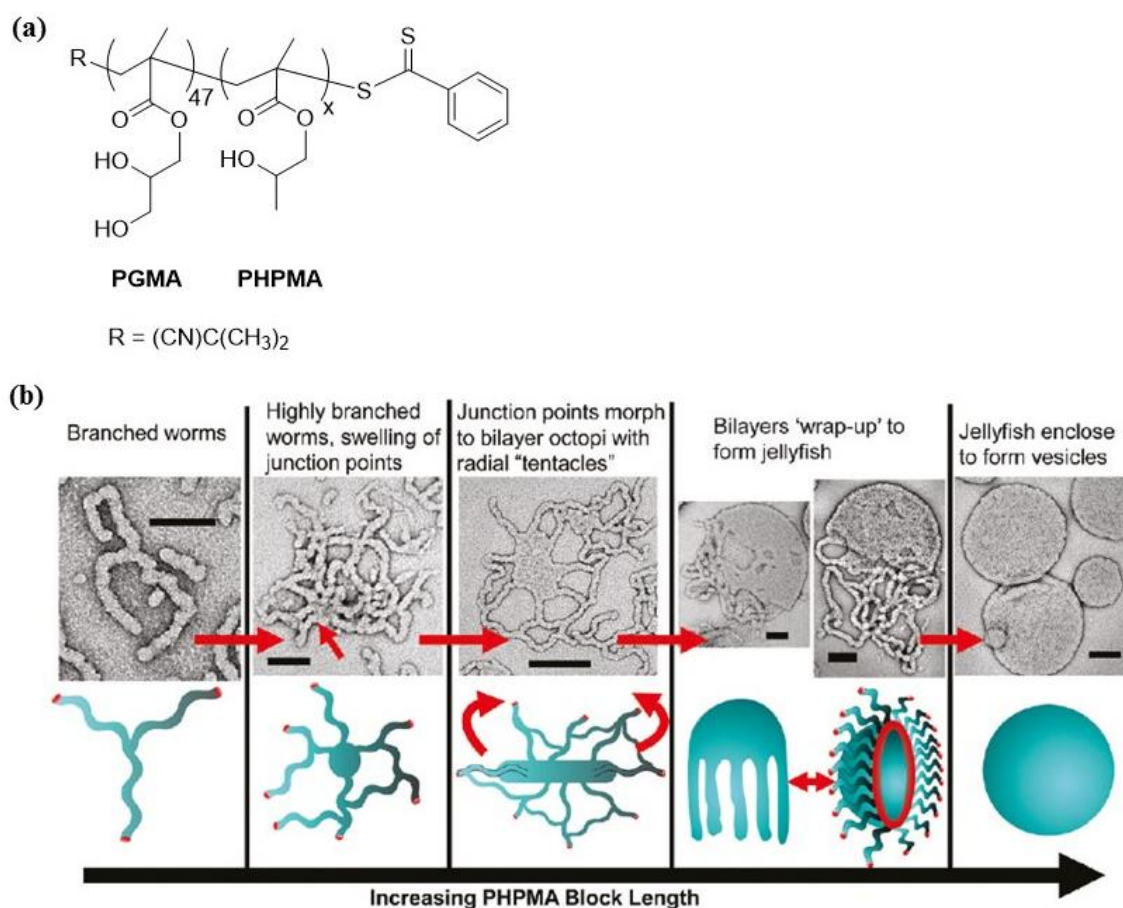 (a)
R
47
x
S
S
O
O
O
O
HO
HO
HO
PGMA PHPMA
R = (CN)C(CH3)2
(b)
Branched worms
Highly branched
worms, swelling of
junction points
Junction points morph
to bilayer octopi with
radial “tentacles”
Bilayers ‘wrap-up’ to
form jellyfish
Jellyfish enclose
to form vesicles
Increasing PHPMA Block Length